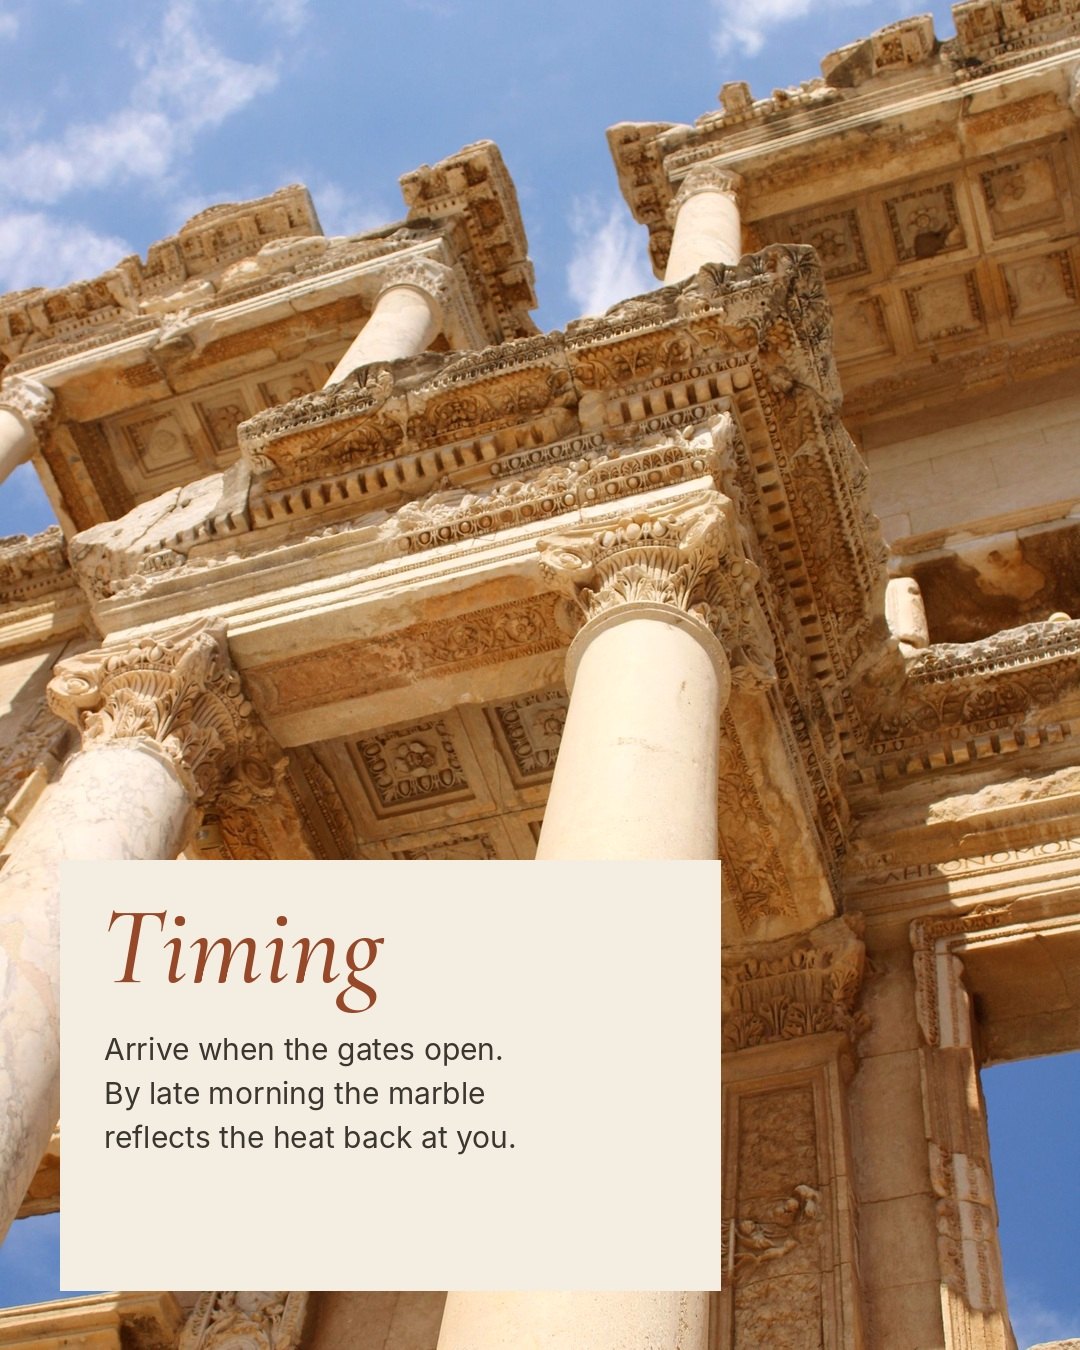 Timing
Arrive when the gates open.
By late morning the marble
reflects the heat back at you.